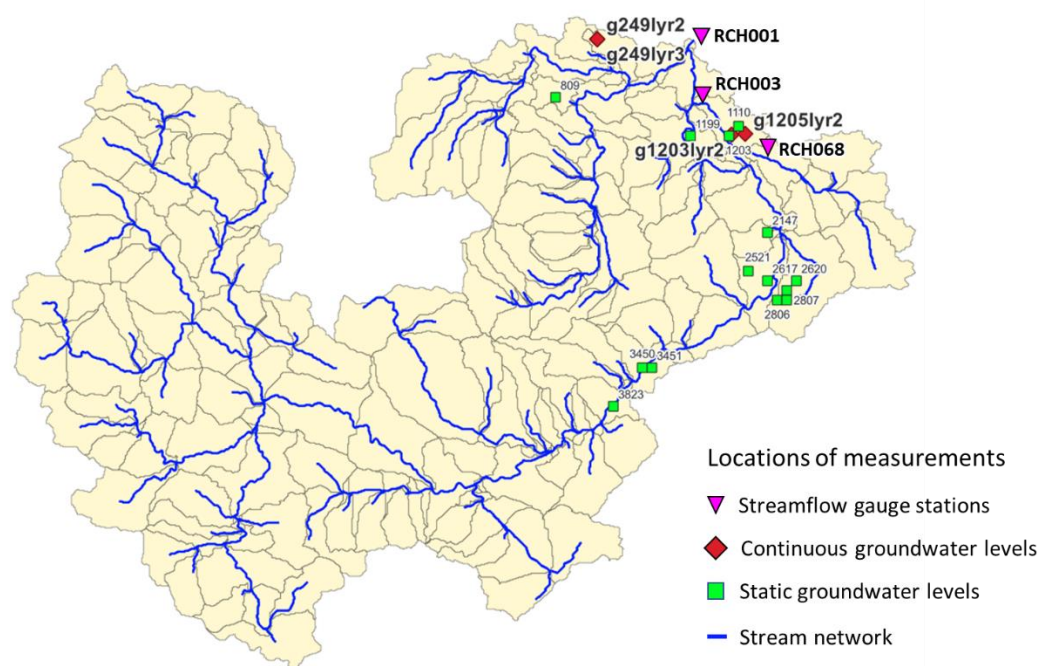 g249lyr2
RCH001
g249lyr3
RCH003
809
1110
g1205lyr2
1199
g1203lyr2
1203
RCH068
2147
2521
2617
2620
2807
2806
3450
3451
3823
Locations of measurements
Streamflow gauge stations
Continuous groundwater levels
Static groundwater levels
Stream network